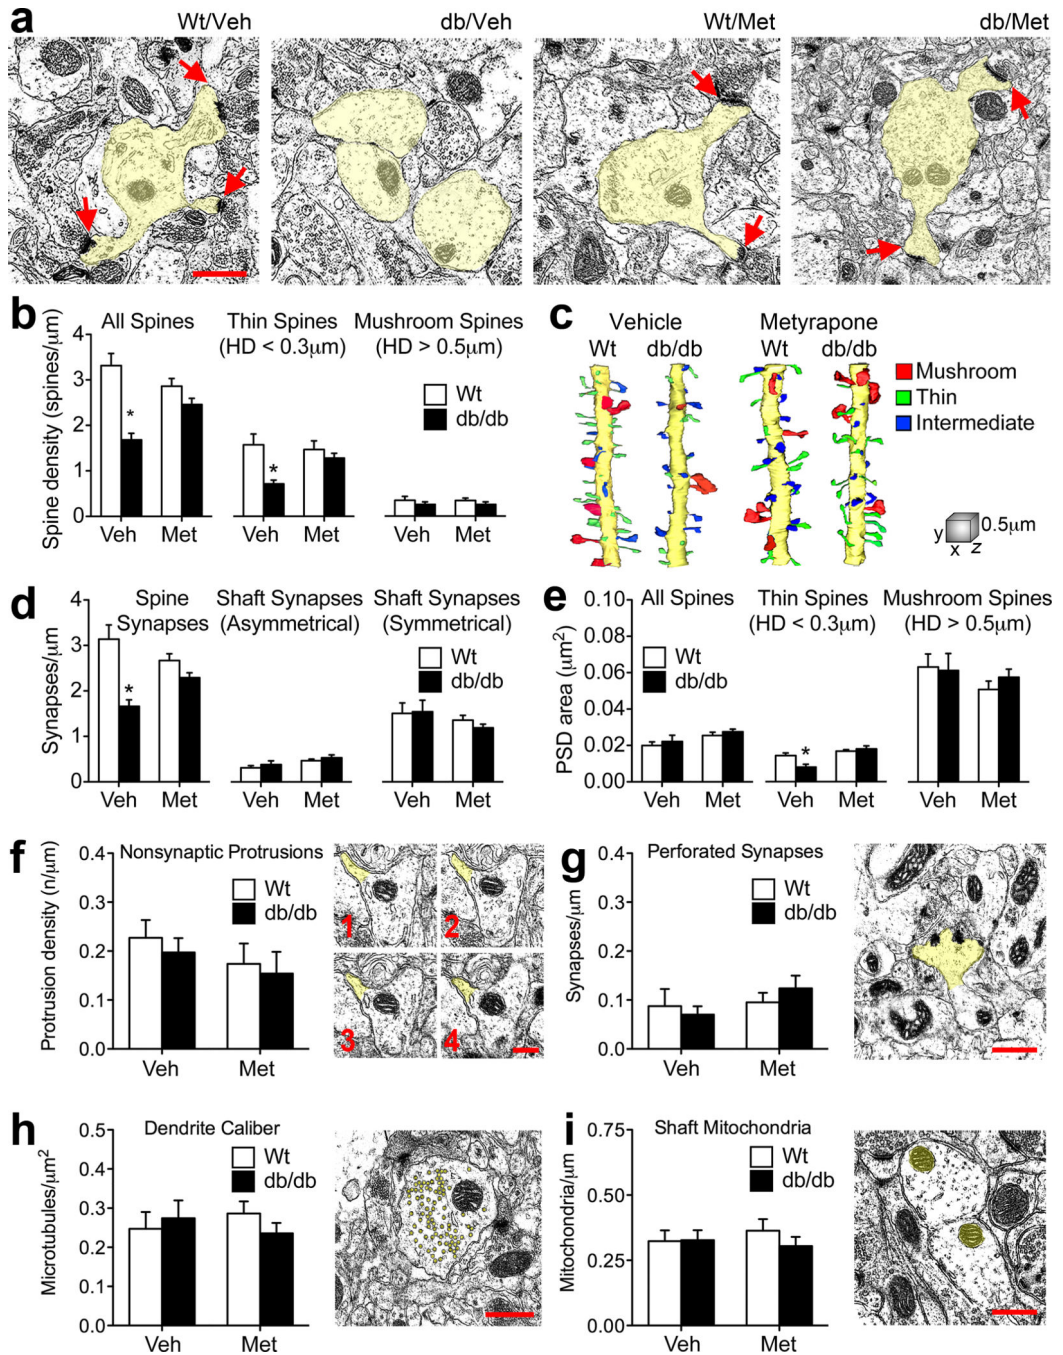 a
Wt/Veh
db/Veh
Wt/Met
db/Met
b
All Spines
Thin Spines
(HD < 0.3µm)
Mushroom Spines
(HD > 0.5µm)
Spine density (spines/µm)
4
3
2
1
0
*
*
Wt
db/db
Veh
Met
Veh
Met
Veh
Met
c
Vehicle
Metyrapone
Wt
db/db
Wt
db/db
Mushroom
Thin
Intermediate
0.5µm
y
x
z
d
Spine
Synapses
Shaft Synapses
(Asymmetrical)
Shaft Synapses
(Symmetrical)
Synapses/µm
4
3
2
1
0
*
Wt
db/db
Veh
Met
Veh
Met
Veh
Met
e
All Spines
Thin Spines
(HD < 0.3µm)
Mushroom Spines
(HD > 0.5µm)
PSD area (µm²)
0.10
0.08
0.06
0.04
0.02
0.00
Wt
db/db
*
Veh
Met
Veh
Met
Veh
Met
f
Nonsynaptic Protrusions
Protrusion density (n/µm)
0.4
0.3
0.2
0.1
0.0
Wt
db/db
Veh
Met
1
2
3
4
g
Perforated Synapses
Synapses/µm
0.4
0.3
0.2
0.1
0.0
Wt
db/db
Veh
Met
h
Dendrite Caliber
Microtubules/µm²
0.5
0.4
0.3
0.2
0.1
0.0
Wt
db/db
Veh
Met
i
Shaft Mitochondria
Mitochondria/µm
0.75
0.50
0.25
0.00
Wt
db/db
Veh
Met